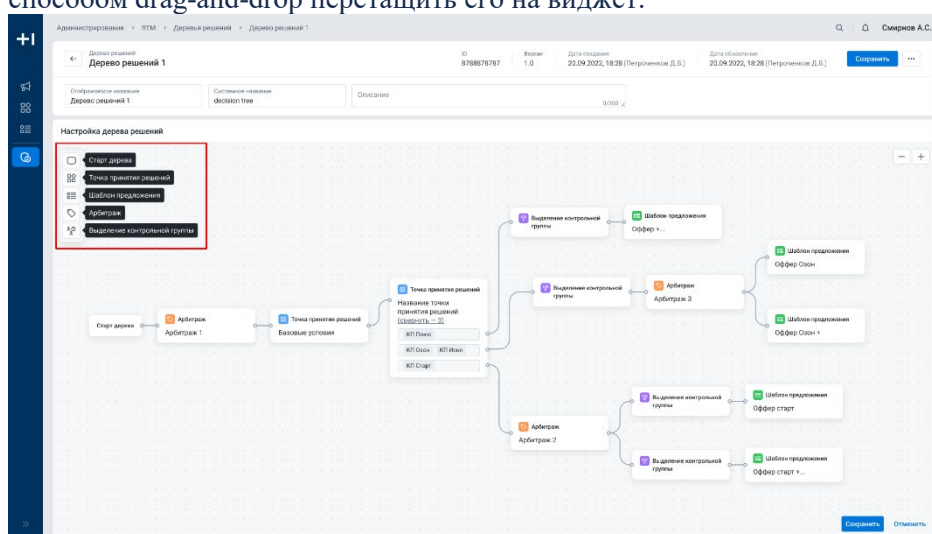 способом drag-and-drop перетащить его на виджет.
Администрирование > RTM > Деревья решений > Дерево решений 1
Смирнов А.С.
Дерево решений
Дерево решений 1
ID
8768676787
Версия
1.0
Дата создания
20.09.2022, 18:28 (Петроченков Д.В.)
Дата обновления
20.09.2022, 18:28 (Петроченков Д.В.)
Сохранить
Отображаемое название
Дерево решений 1
Системное название
decision tree
Описание
0/300
Настройка дерева решений
Старт дерева
Точка принятия решений
Шаблон предложения
Арбитраж
Выделение контрольной группы
Старт дерева
Арбитраж
Арбитраж 1
Точка принятия решений
Базовые условия
Точка принятия решений
Название точки
принятия решений
(свернуть – 3)
КП Плюс
КП Озон КП Искл
КП Старт
Выделение контрольной
группы
Шаблон предложения
Оффер +...
Выделение контрольной
группы
Арбитраж
Арбитраж 3
Шаблон предложения
Оффер Озон
Шаблон предложения
Оффер Озон +
Арбитраж
Арбитраж 2
Выделение контрольной
группы
Шаблон предложения
Оффер старт
Выделение контрольной
группы
Шаблон предложения
Оффер старт +...
Сохранить Отменить